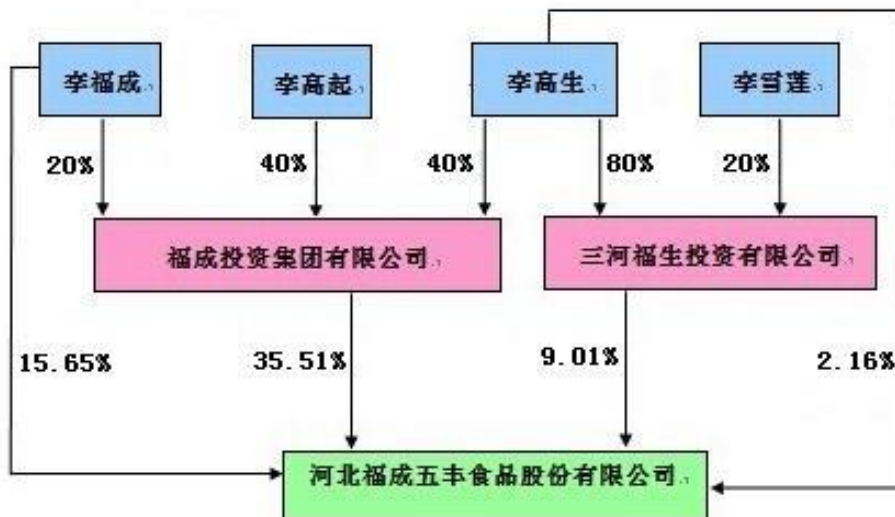 李福成
李高起
李高生
李雪莲
20%
40%
40%
80%
20%
福成投资集团有限公司
三河福生投资有限公司
15.65%
35.51%
9.01%
2.16%
河北福成五丰食品股份有限公司